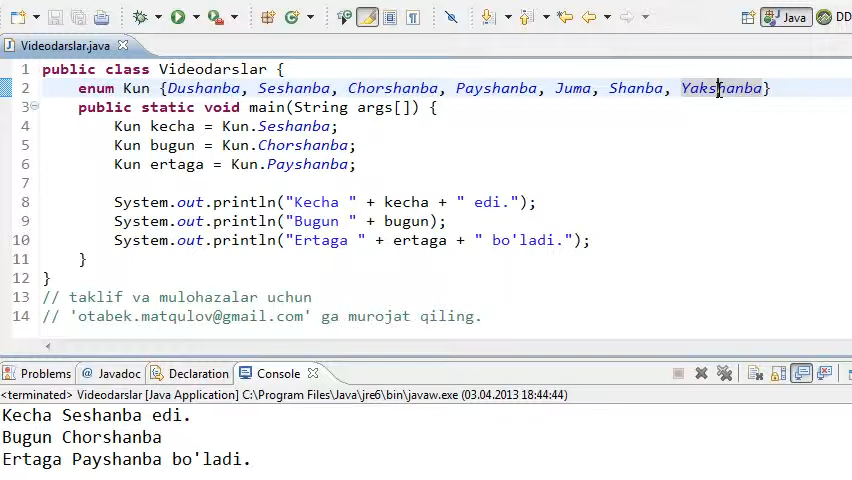 Java
DD
Videodarslar.java
1 public class Videodarslar {
2 enum Kun {Dushanba, Seshanba, Chorshanba, Payshanba, Juma, Shanba, Yakshanba}
3 public static void main(String args[]) {
4 Kun kecha = Kun.Seshanba;
5 Kun bugun = Kun.Chorshanba;
6 Kun ertaga = Kun.Payshanba;
7
8 System.out.println("Kecha " + kecha + " edi.");
9 System.out.println("Bugun " + bugun);
10 System.out.println("Ertaga " + ertaga + " bo'ladi.");
11 }
12 }
13 // taklif va mulohazalar uchun
14 // 'otabek.matqulov@gmail.com' ga murojat qiling.
Problems @ Javadoc Declaration Console
<terminated> Videodarslar [Java Application] C:\Program Files\Java\jre6\bin\javaw.exe (03.04.2013 18:44:44)
Kecha Seshanba edi.
Bugun Chorshanba
Ertaga Payshanba bo'ladi.